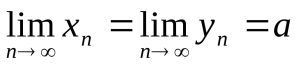 lim x_n = lim y_n = a
n→∞ n→∞